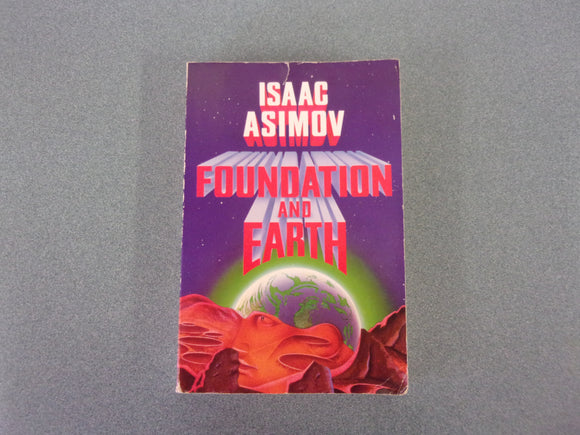 ISAAC
ASIMOV
FOUNDATION
AND
EARTH